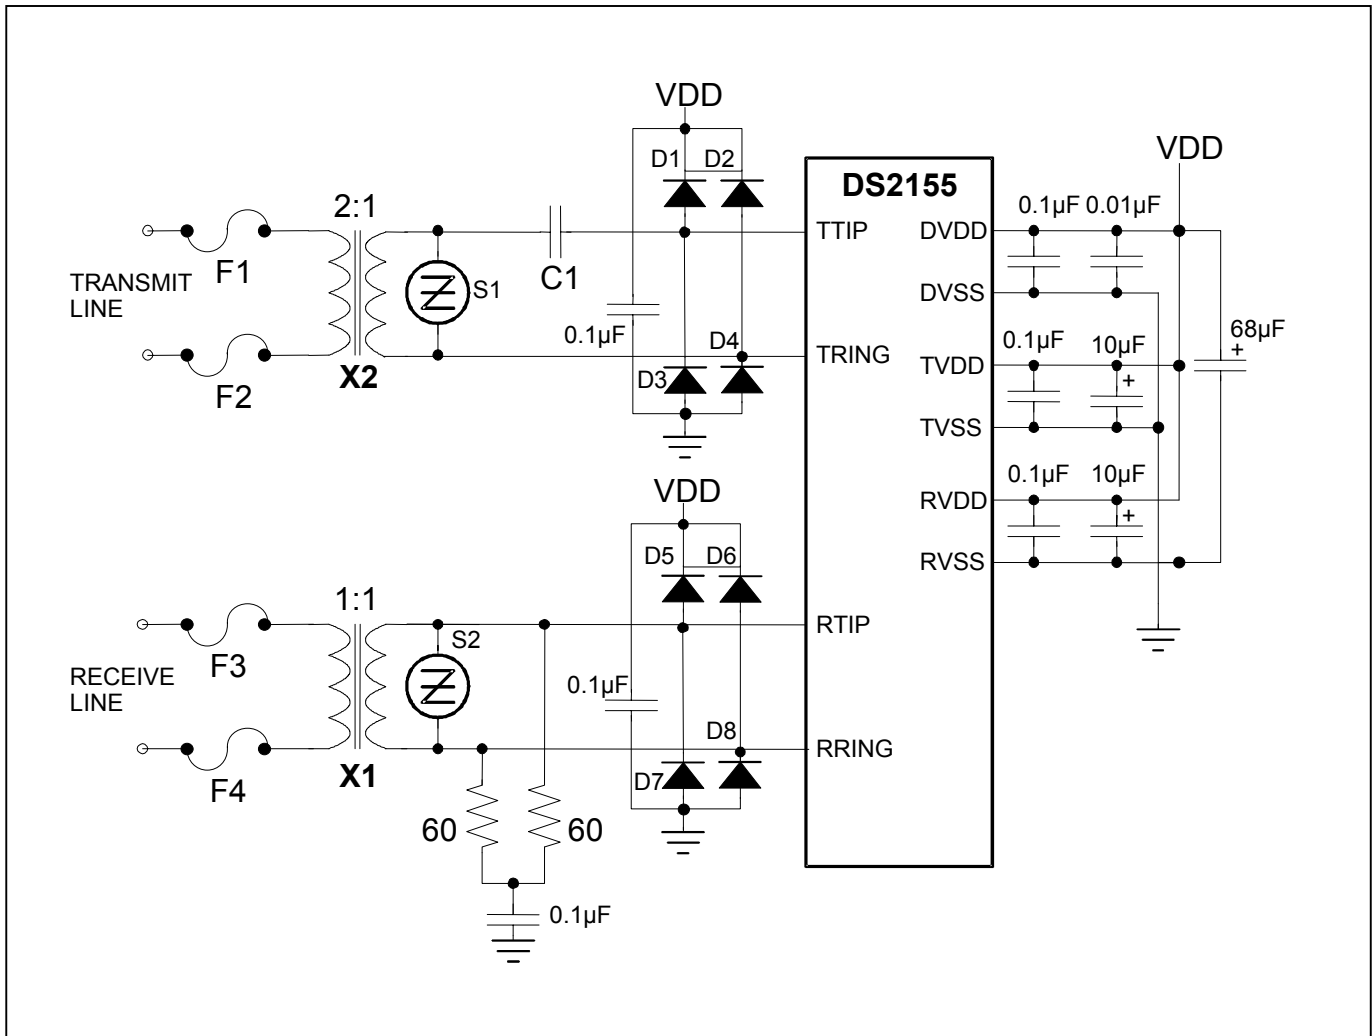 VDD
D1
D2
DS2155
VDD
2:1
0.1µF
0.01µF
TTIP
DVDD
F1
C1
TRANSMIT
LINE
S1
DVSS
0.1µF
D4
68µF
+
0.1µF
10µF
TRING
TVDD
X2
D3
+
F2
TVSS
VDD
0.1µF
10µF
RVDD
+
D5
D6
RVSS
1:1
RTIP
S2
F3
RECEIVE
LINE
0.1µF
D8
RRING
X1
D7
F4
60
60
0.1µF